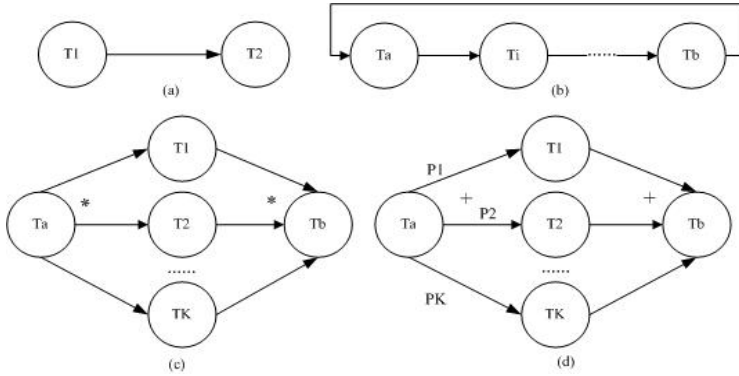 T1 T2
(a)
Ta Ti ...... Tb
(b)
T1
* *
Ta T2 Tb
......
TK
(c)
T1
P1
+ +
Ta P2 T2 Tb
......
PK TK
(d)